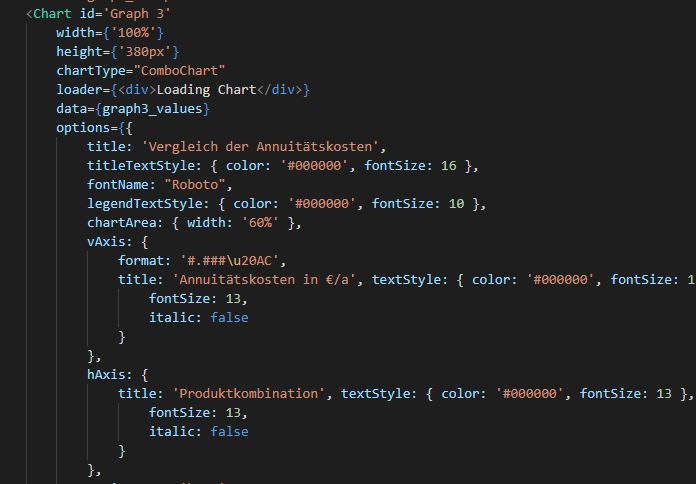 <Chart id='Graph 3'
width={'100%'}
height={'380px'}
chartType="ComboChart"
loader={<div>Loading Chart</div>}
data={graph3_values}
options={{
title: 'Vergleich der Annuitätskosten',
titleTextStyle: { color: '#000000', fontSize: 16 },
fontName: "Roboto",
legendTextStyle: { color: '#000000', fontSize: 10 },
chartArea: { width: '60%' },
vAxis: {
format: '#.###\u20AC',
title: 'Annuitätskosten in €/a', textStyle: { color: '#000000', fontSize: 1
fontSize: 13,
italic: false
}
},
hAxis: {
title: 'Produktkombination', textStyle: { color: '#000000', fontSize: 13 },
fontSize: 13,
italic: false
}
},